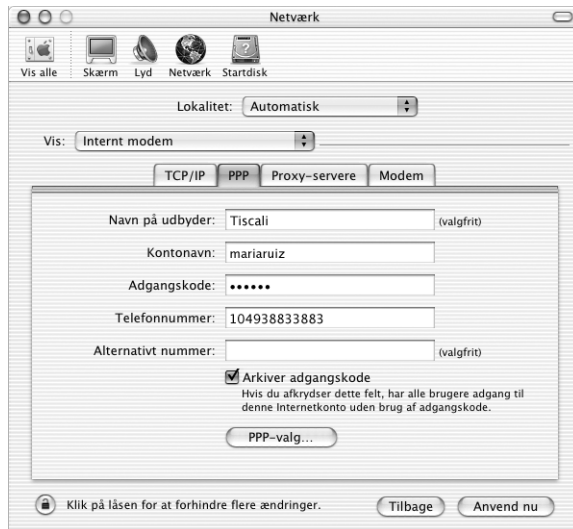 Netværk
Vis alle Skærm Lyd Netværk Startdisk
Lokalitet: Automatisk
Vis: Internt modem
TCP/IP PPP Proxy-servere Modem
Navn på udbyder: Tiscali (valgfrit)
Kontonavn: mariaruiz
Adgangskode: ••••••
Telefonnummer: 104938833883
Alternativt nummer: (valgfrit)
Arkiver adgangskode
Hvis du afkrydser dette felt, har alle brugere adgang til
denne Internetkonto uden brug af adgangskode.
PPP-valg...
Klik på låsen for at forhindre flere ændringer. Tilbage Anvend nu